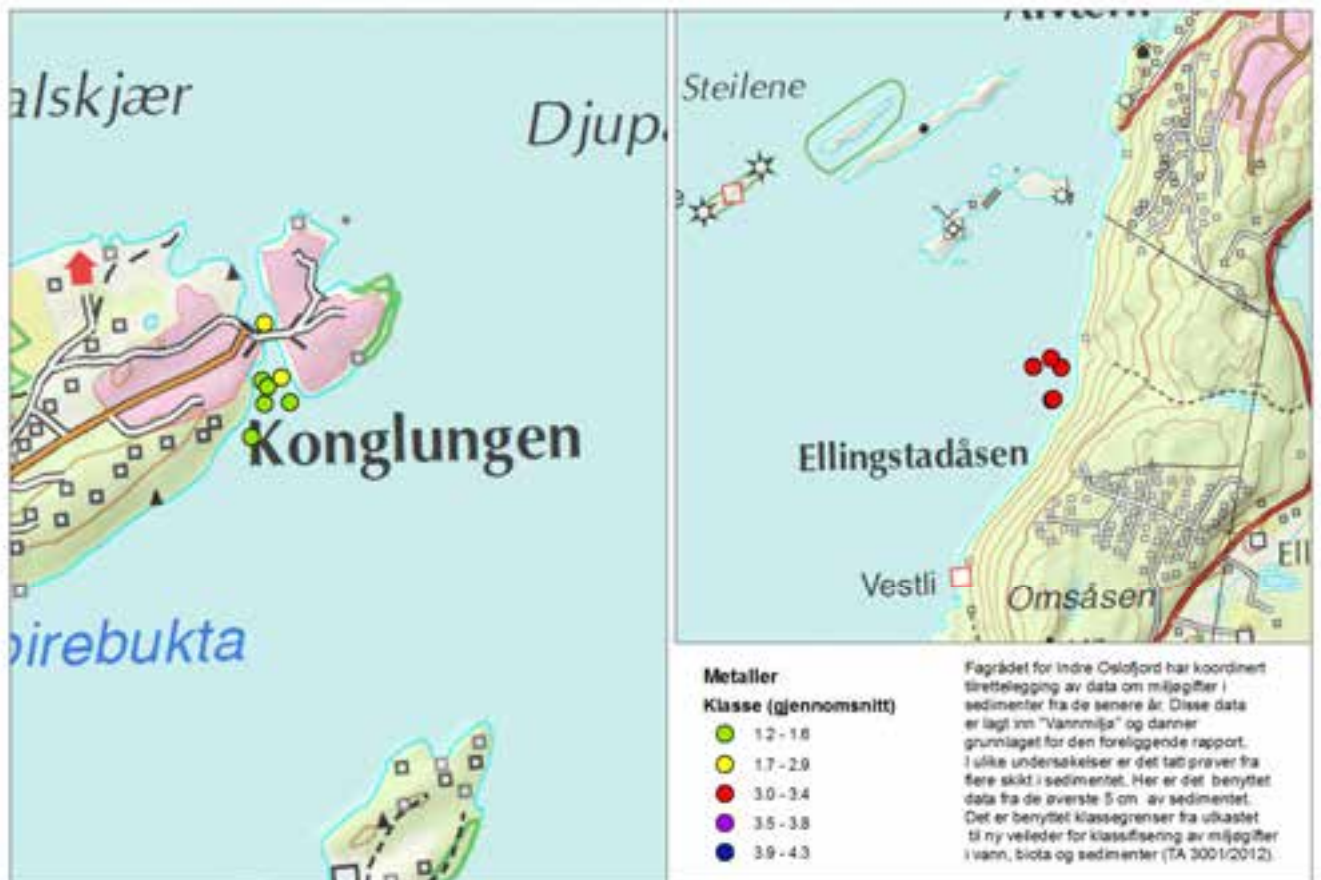 alskjær
Djupa
Konglungen
birebukta
Steilene
Ellingstadåsen
Vestli
Omsåsen
Ell
Metaller
Klasse (gjennomsnitt)
1.2 - 1.6
1.7 - 2.9
3.0 - 3.4
3.5 - 3.8
3.9 - 4.3
Fagrådet for Indre Oslofjord har koordinert
tilrettelegging av data om miljøgifter i
sedimenter fra de senere år. Disse data
er lagt inn "Vannmiljø" og danner
grunnlaget for den foreliggende rapport.
I ulike undersøkelser er det tatt prøver fra
flere skikt i sedimentet. Her er det benyttet
data fra de øverste 5 cm av sedimentet.
Det er benyttet klassegrenser fra utkastet
til ny veileder for klassifisering av miljøgifter
i vann, biota og sedimenter (TA 3001/2012).